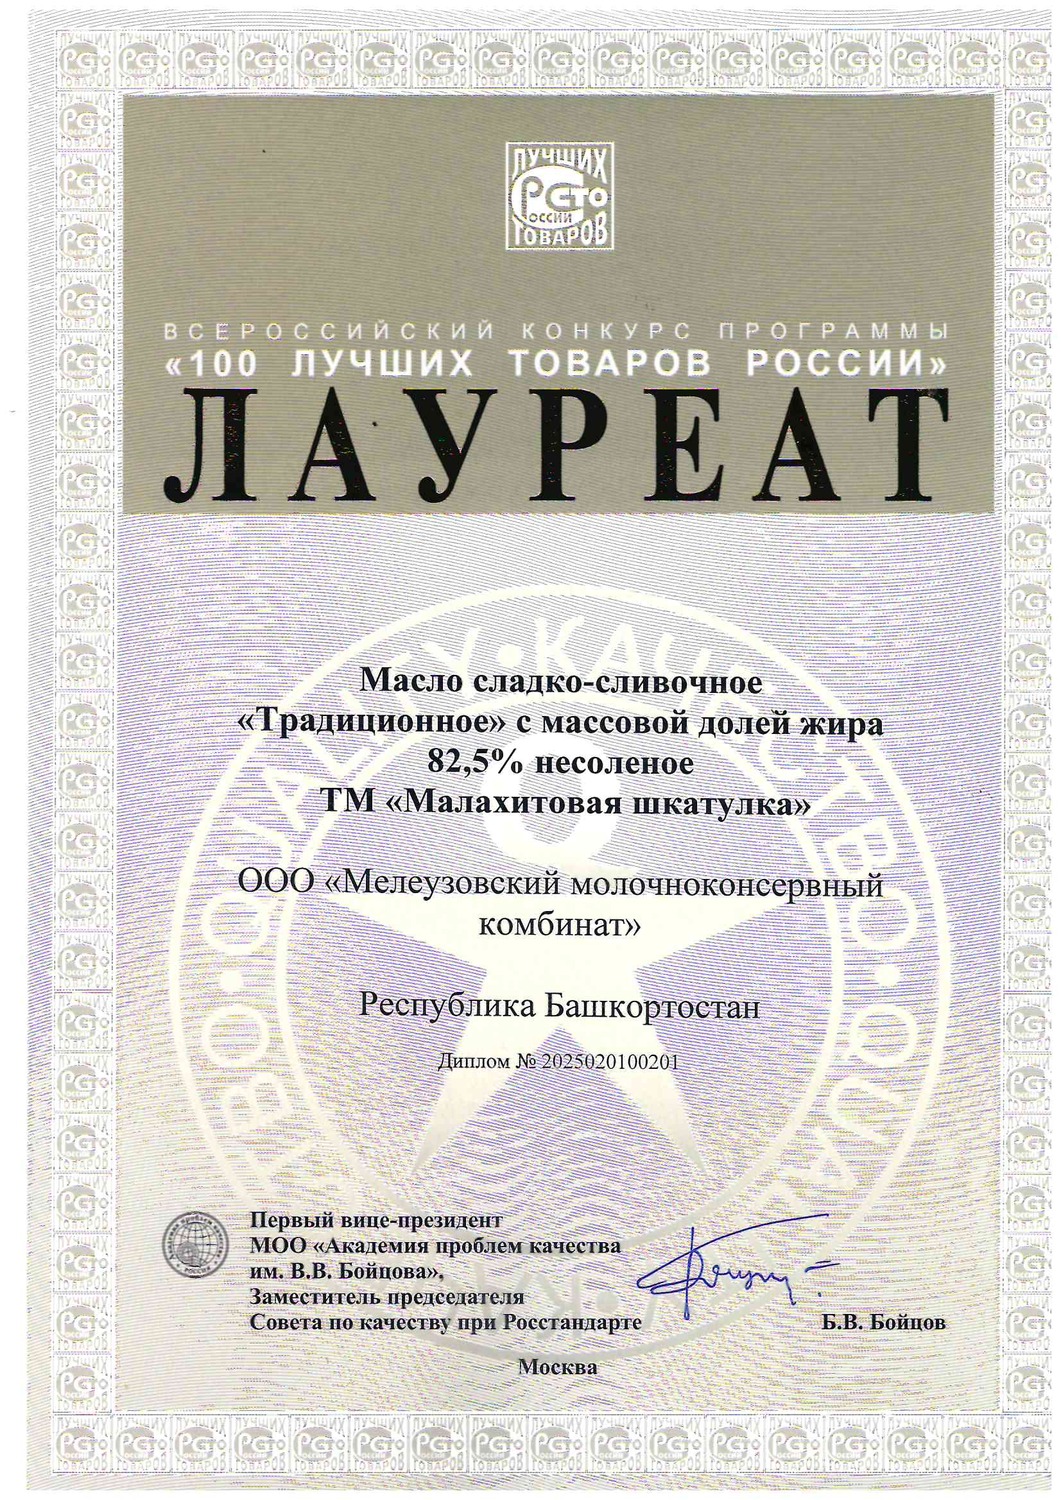 ЛУЧШИХ
РСТО
РОССИИ
ТОВАРОВ
ВСЕРОССИЙСКИЙ КОНКУРС ПРОГРАММЫ
«100 ЛУЧШИХ ТОВАРОВ РОССИИ»
ЛАУРЕАТ
Масло сладко-сливочное
«Традиционное» с массовой долей жира
82,5% несоленое
ТМ «Малахитовая шкатулка»
ООО «Мелеузовский молочноконсервный
комбинат»
Республика Башкортостан
Диплом № 2025020100201
Первый вице-президент
МОО «Академия проблем качества
им. В.В. Бойцова»,
Заместитель председателя
Совета по качеству при Росстандарте
Б.В. Бойцов
Москва